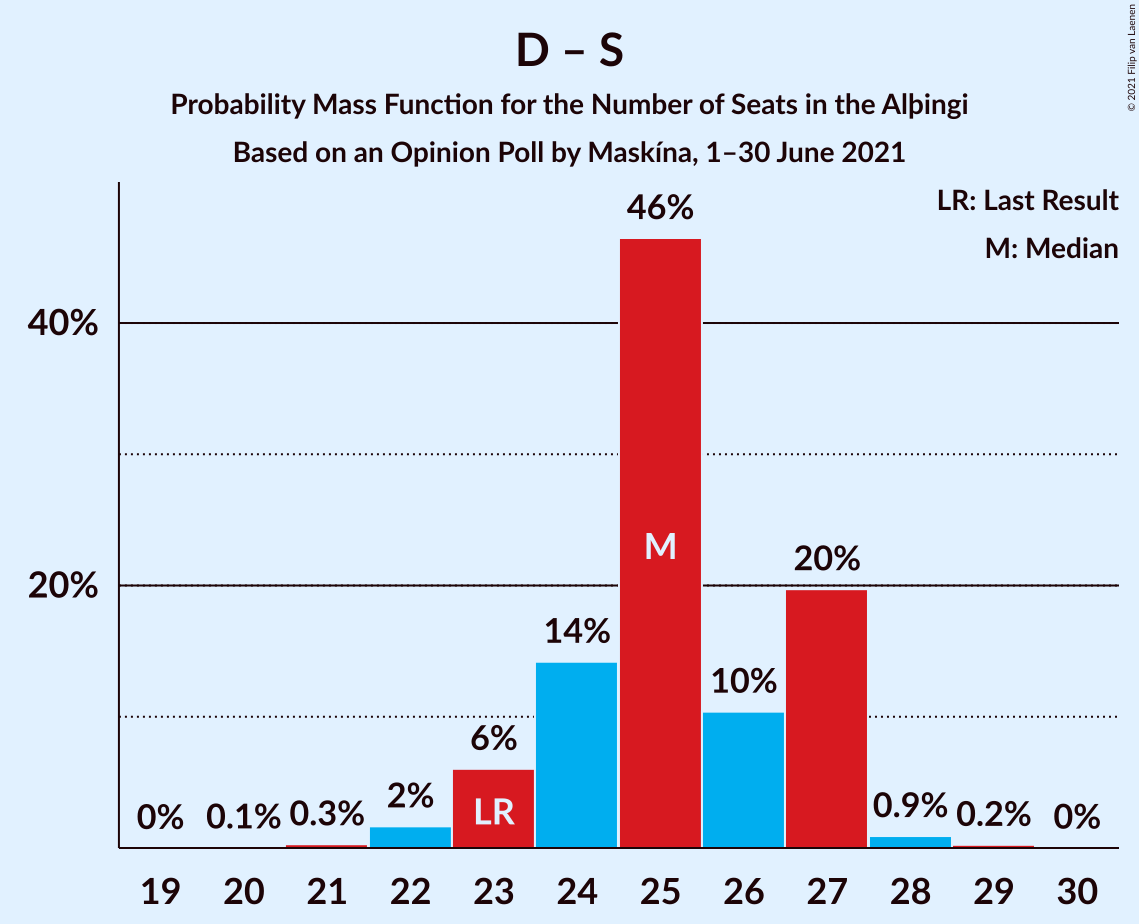 D – S
Probability Mass Function for the Number of Seats in the Alþingi
Based on an Opinion Poll by Maskína, 1–30 June 2021
© 2021 Filip van Laenen
LR: Last Result
M: Median
40%
20%
0%
0.1%
0.3%
2%
6%
14%
46%
10%
20%
0.9%
0.2%
0%
LR
M
19 20 21 22 23 24 25 26 27 28 29 30